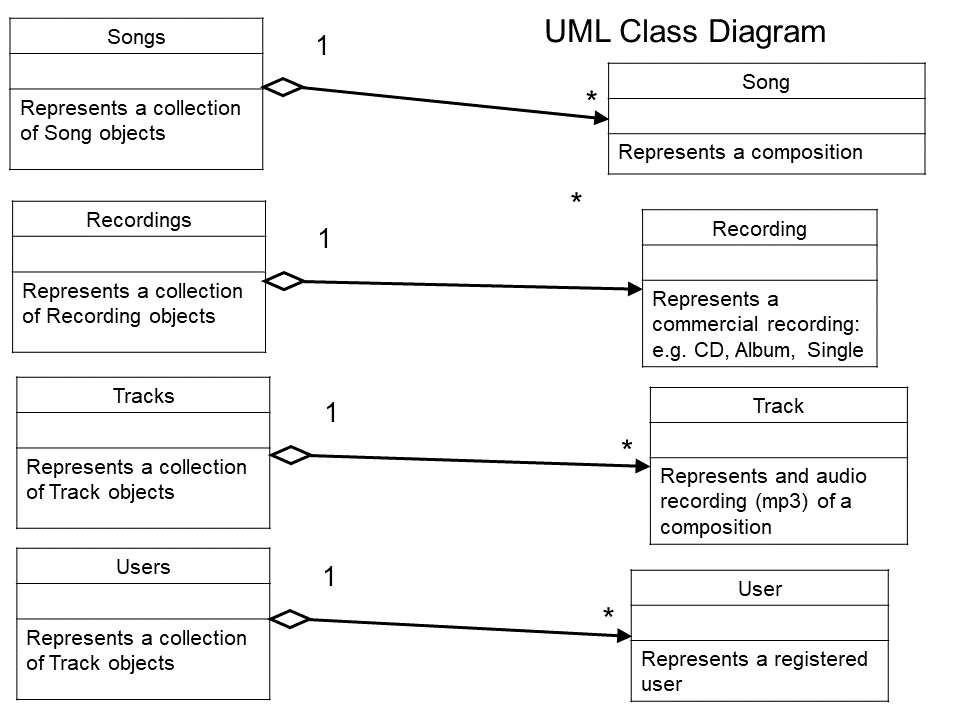 UML Class Diagram
Songs
Represents a collection
of Song objects
1
*
Song
Represents a composition
Recordings
Represents a collection
of Recording objects
1
*
Recording
Represents a
commercial recording:
e.g. CD, Album, Single
Tracks
Represents a collection
of Track objects
1
*
Track
Represents and audio
recording (mp3) of a
composition
Users
Represents a collection
of Track objects
1
*
User
Represents a registered
user